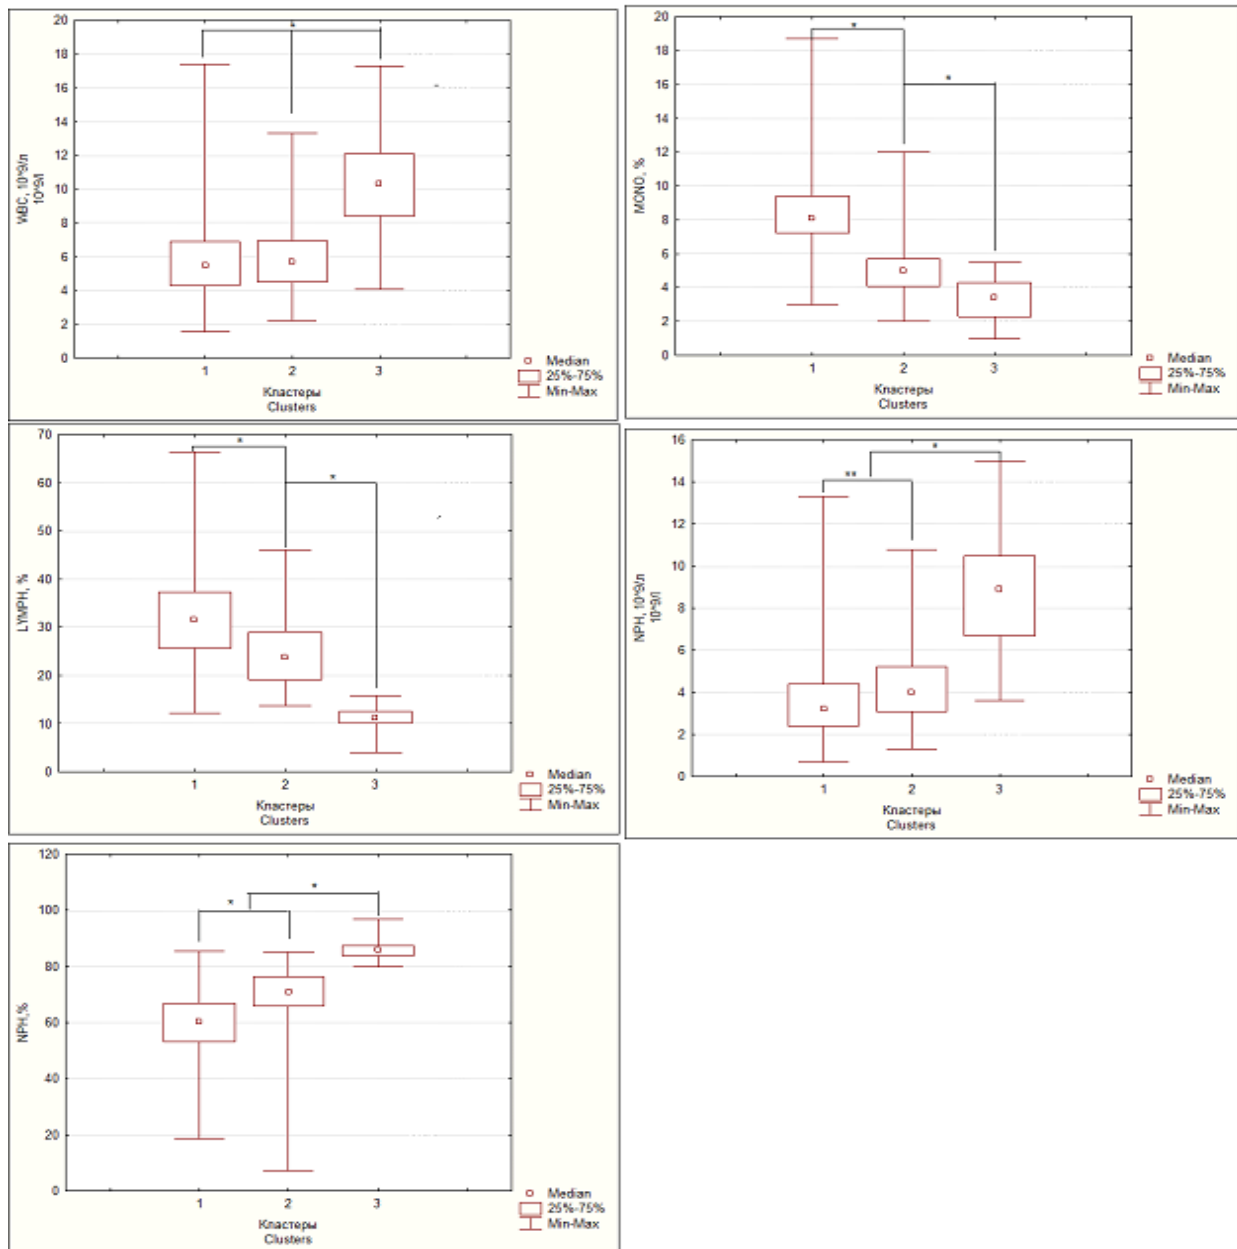 20
18
16
14
12
10
8
6
4
2
0
WBC, 10^9/л
10^9/l
*
1 2 3
Кластеры
Clusters
Median
25%-75%
Min-Max
20
18
16
14
12
10
8
6
4
2
0
MONO, %
*
*
1 2 3
Кластеры
Clusters
Median
25%-75%
Min-Max
70
60
50
40
30
20
10
0
LYMPH, %
*
*
1 2 3
Кластеры
Clusters
Median
25%-75%
Min-Max
16
14
12
10
8
6
4
2
0
NPH, 10^9/л
10^9/l
**
*
1 2 3
Кластеры
Clusters
Median
25%-75%
Min-Max
120
100
80
60
40
20
0
NPH,%
*
*
1 2 3
Кластеры
Clusters
Median
25%-75%
Min-Max